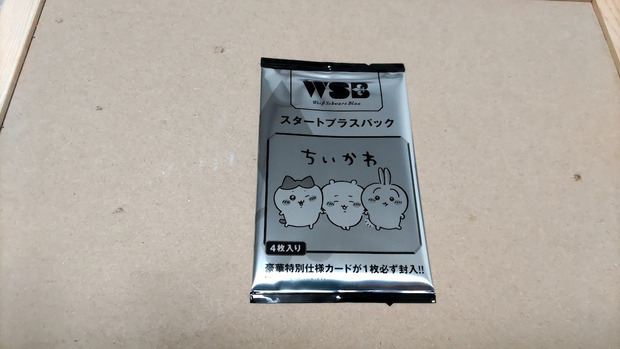 WSB
Weiß Schwarz Blau
スタートプラスパック
ちいかわ
4枚入り
豪華特別仕様カードが1枚必ず封入!!